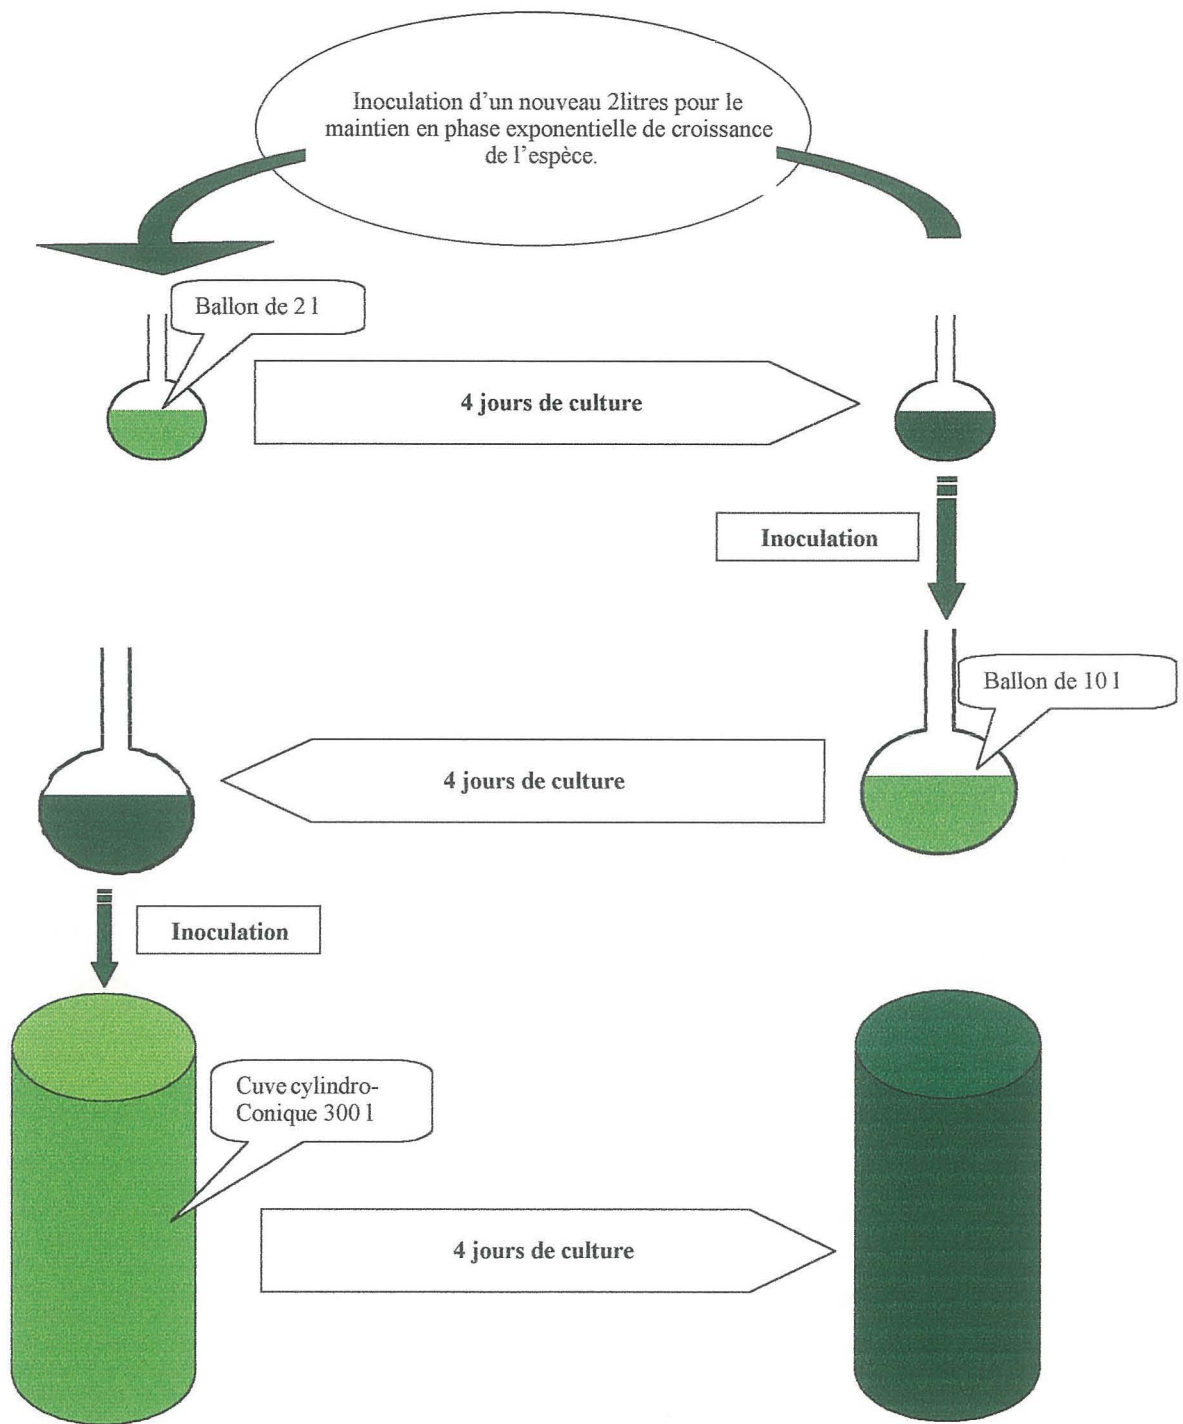 Inoculation d'un nouveau 2litres pour le
maintien en phase exponentielle de croissance
de l'espèce.
Ballon de 2 l
4 jours de culture
Inoculation
Ballon de 10 l
4 jours de culture
Inoculation
Cuve cylindro-
Conique 300 l
4 jours de culture